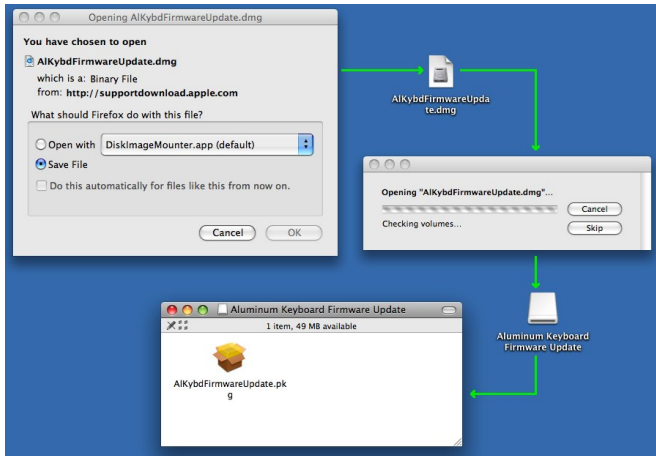 Opening AlKybdFirmwareUpdate.dmg
You have chosen to open
AlKybdFirmwareUpdate.dmg
which is a: Binary File
from: http://supportdownload.apple.com
What should Firefox do with this file?
Open with DiskImageMounter.app (default)
Save File
Do this automatically for files like this from now on.
Cancel OK
AlKybdFirmwareUpda
te.dmg
Opening "AlKybdFirmwareUpdate.dmg"...
Cancel
Checking volumes...
Skip
Aluminum Keyboard
Firmware Update
Aluminum Keyboard Firmware Update
1 item, 49 MB available
AlKybdFirmwareUpdate.pk
g